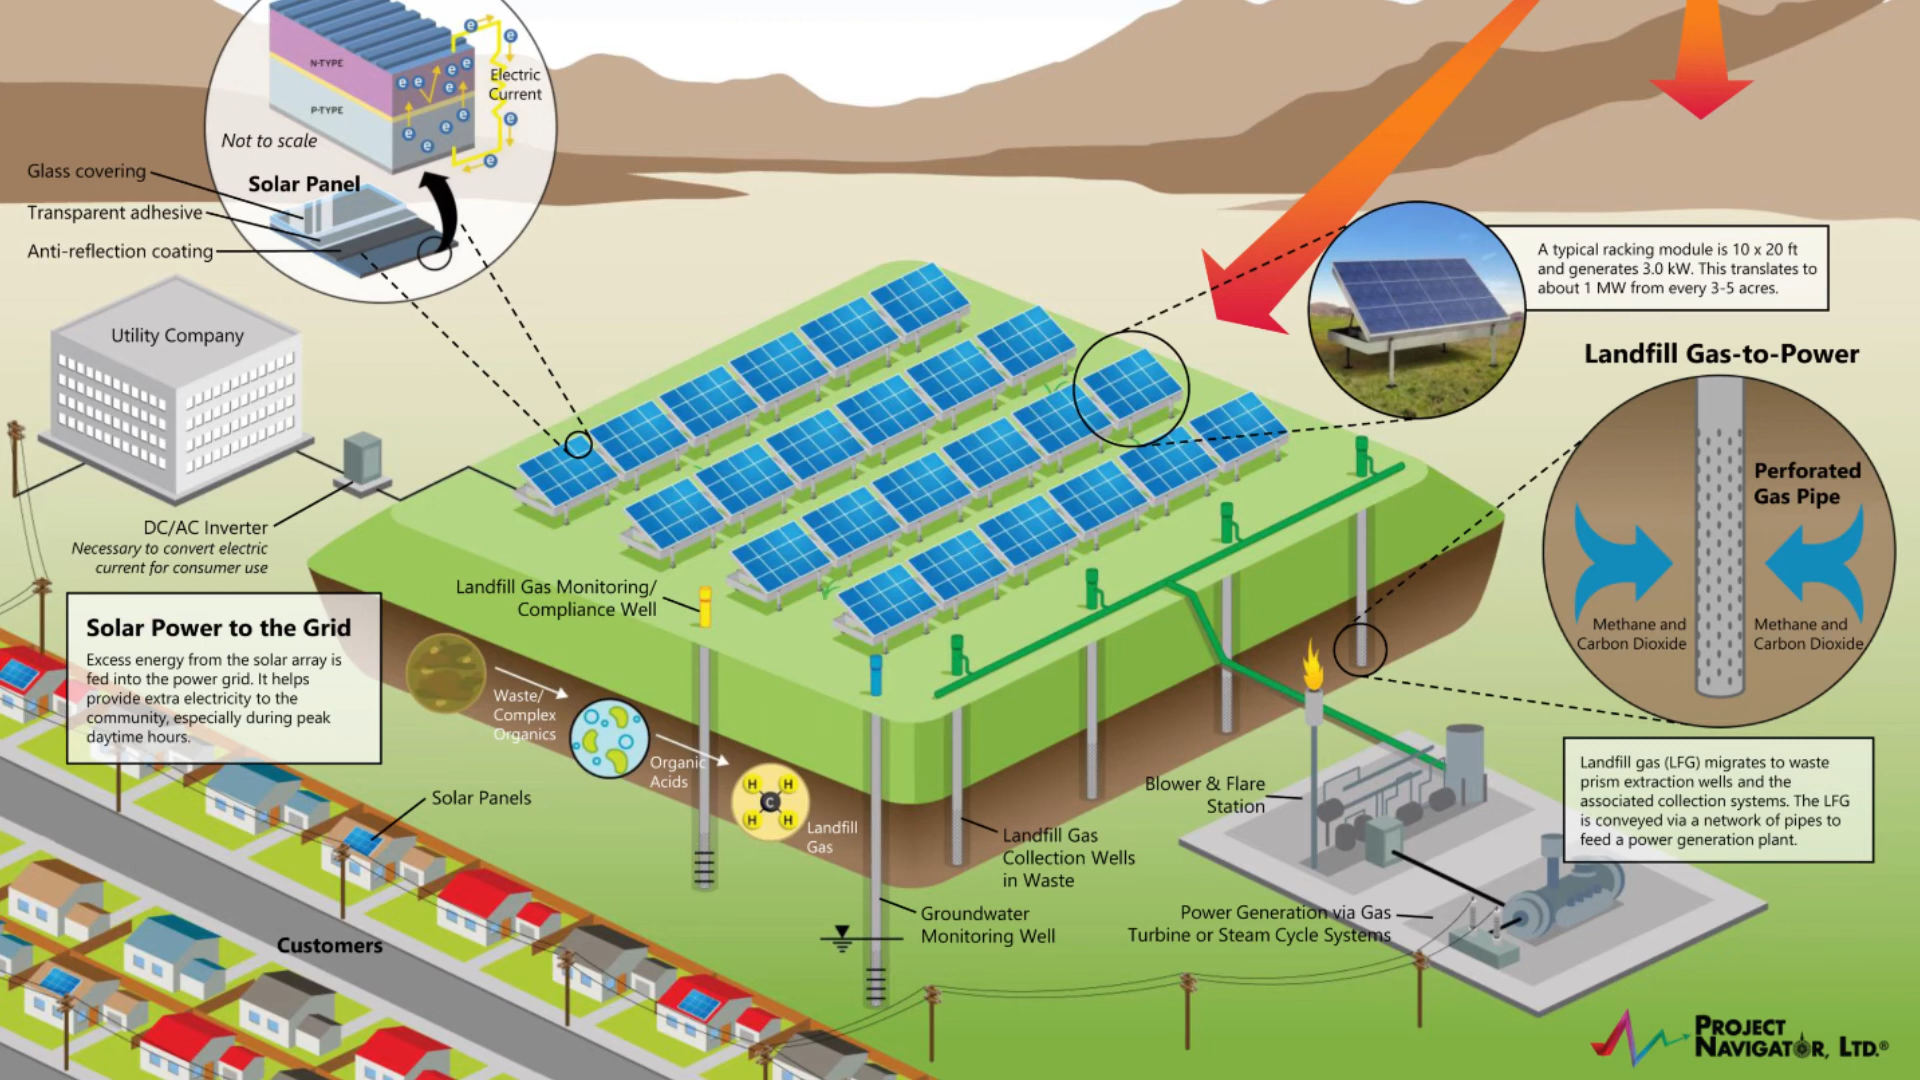 N-TYPE
P-TYPE
e e e e e e e e e e e e
Electric
Current
Not to scale
Solar Panel
Glass covering
Transparent adhesive
Anti-reflection coating
Utility Company
DC/AC Inverter
Necessary to convert electric
current for consumer use
Solar Power to the Grid
Excess energy from the solar array is
fed into the power grid. It helps
provide extra electricity to the
community, especially during peak
daytime hours.
Landfill Gas Monitoring/
Compliance Well
Waste/
Complex
Organics
Organic
Acids
H H
C
H H
Landfill
Gas
Solar Panels
Customers
Landfill Gas
Collection Wells
in Waste
Groundwater
Monitoring Well
A typical racking module is 10 x 20 ft
and generates 3.0 kW. This translates to
about 1 MW from every 3-5 acres.
Landfill Gas-to-Power
Perforated
Gas Pipe
Methane and
Carbon Dioxide
Methane and
Carbon Dioxide
Landfill gas (LFG) migrates to waste
prism extraction wells and the
associated collection systems. The LFG
is conveyed via a network of pipes to
feed a power generation plant.
Blower & Flare
Station
Power Generation via Gas
Turbine or Steam Cycle Systems
PROJECT
NAVIGATOR, LTD.®